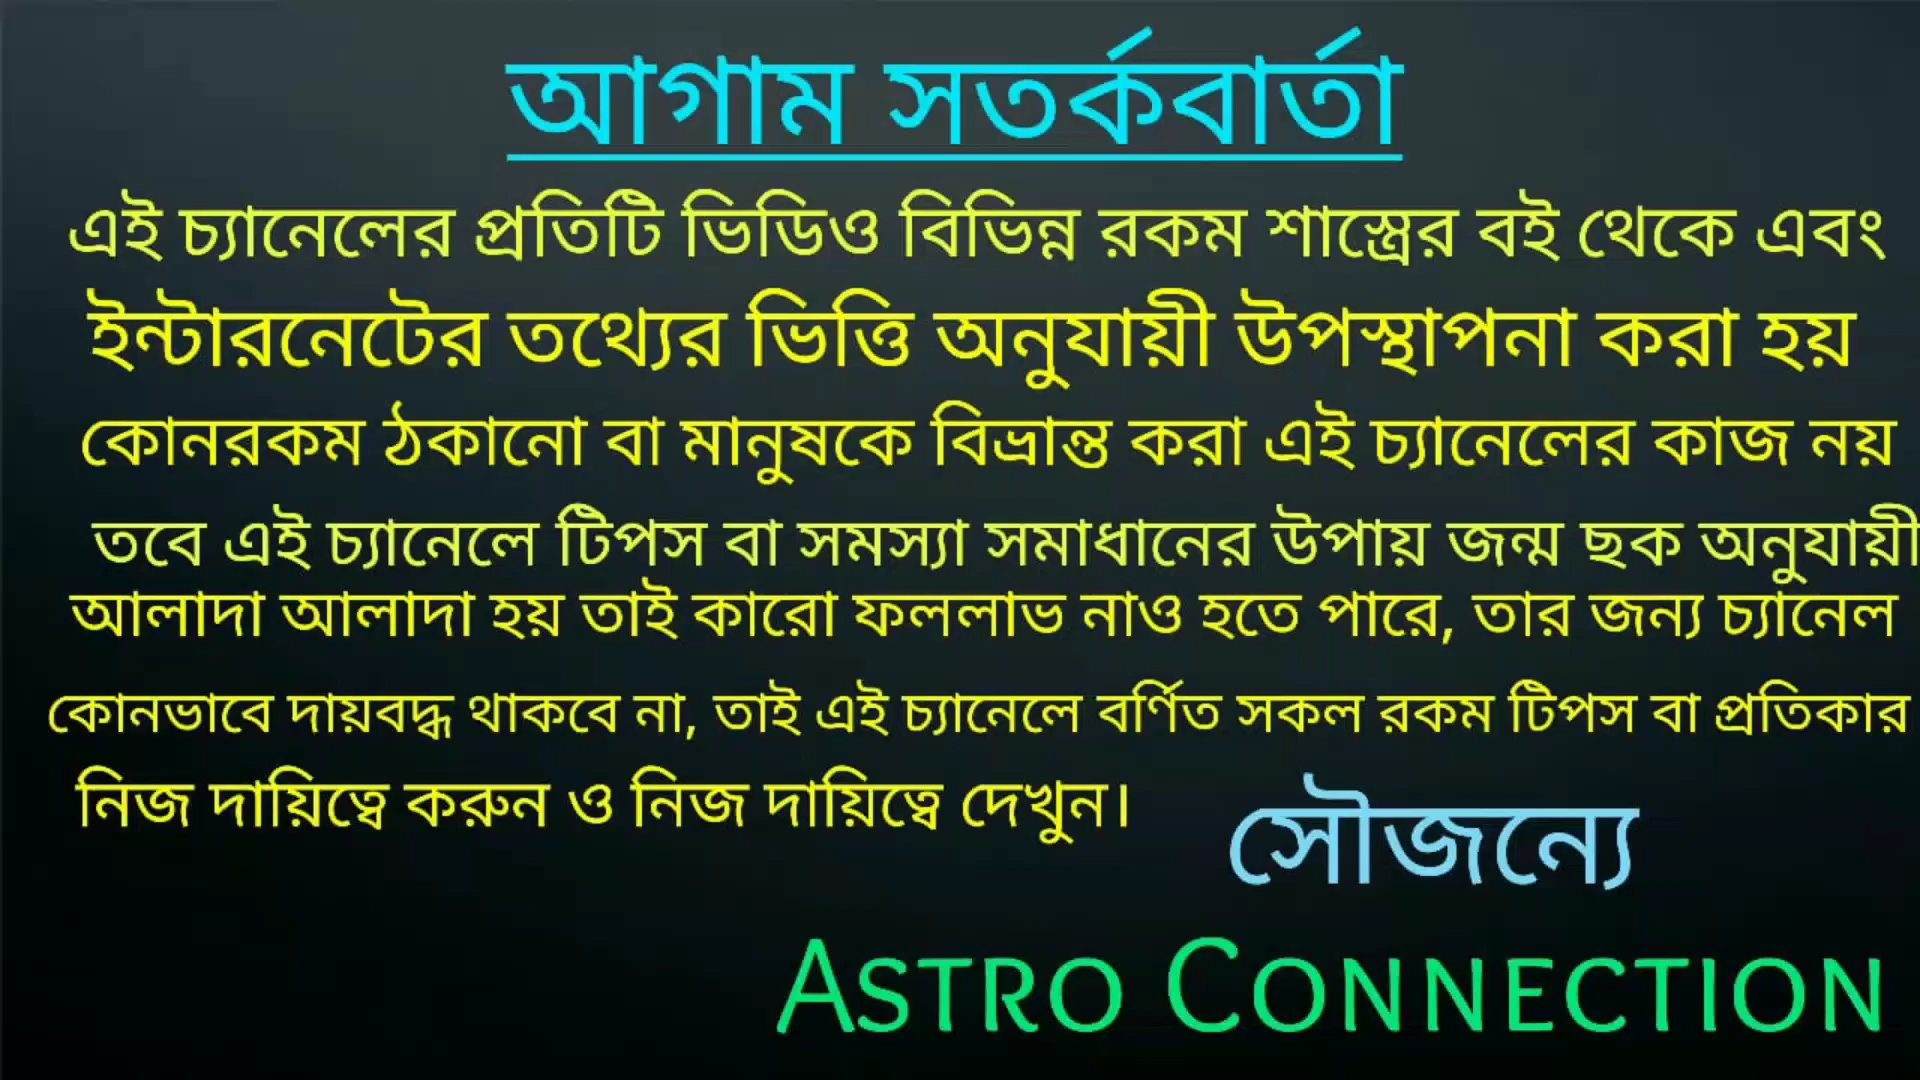 আগাম সতর্কবার্তা
এই চ্যানেলের প্রতিটি ভিডিও বিভিন্ন রকম শাস্ত্রের বই থেকে এবং
ইন্টারনেটের তথ্যের ভিত্তি অনুযায়ী উপস্থাপনা করা হয়
কোনরকম ঠকানো বা মানুষকে বিভ্রান্ত করা এই চ্যানেলের কাজ নয়
তবে এই চ্যানেলে টিপস বা সমস্যা সমাধানের উপায় জন্ম ছক অনুযায়ী
আলাদা আলাদা হয় তাই কারো ফললাভ নাও হতে পারে, তার জন্য চ্যানেল
কোনভাবে দায়বদ্ধ থাকবে না, তাই এই চ্যানেলে বর্ণিত সকল রকম টিপস বা প্রতিকার
নিজ দায়িত্বে করুন ও নিজ দায়িত্বে দেখুন।
সৌজন্যে
ASTRO CONNECTION